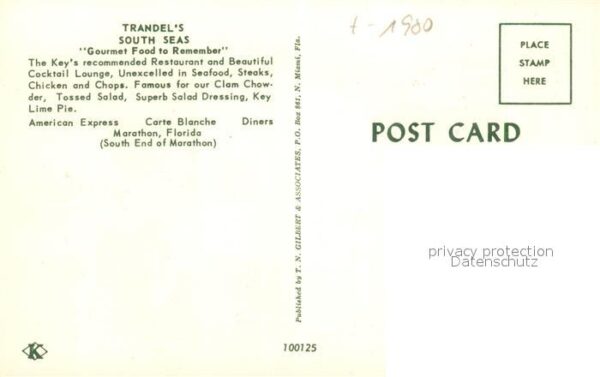 TRANDEL'S
SOUTH SEAS
"Gourmet Food to Remember"
The Key's recommended Restaurant and Beautiful
Cocktail Lounge, Unexcelled in Seafood, Steaks,
Chicken and Chops. Famous for our Clam Chow-
der, Tossed Salad, Superb Salad Dressing, Key
Lime Pie.
American Express Carte Blanche Diners
Marathon, Florida
(South End of Marathon)
Published by T. N. GILBERT & ASSOCIATES, P.O. Box 861, N. Miami, Fla.
1980
PLACE
STAMP
HERE
POST CARD
privacy protection
Datenschutz
K
100125